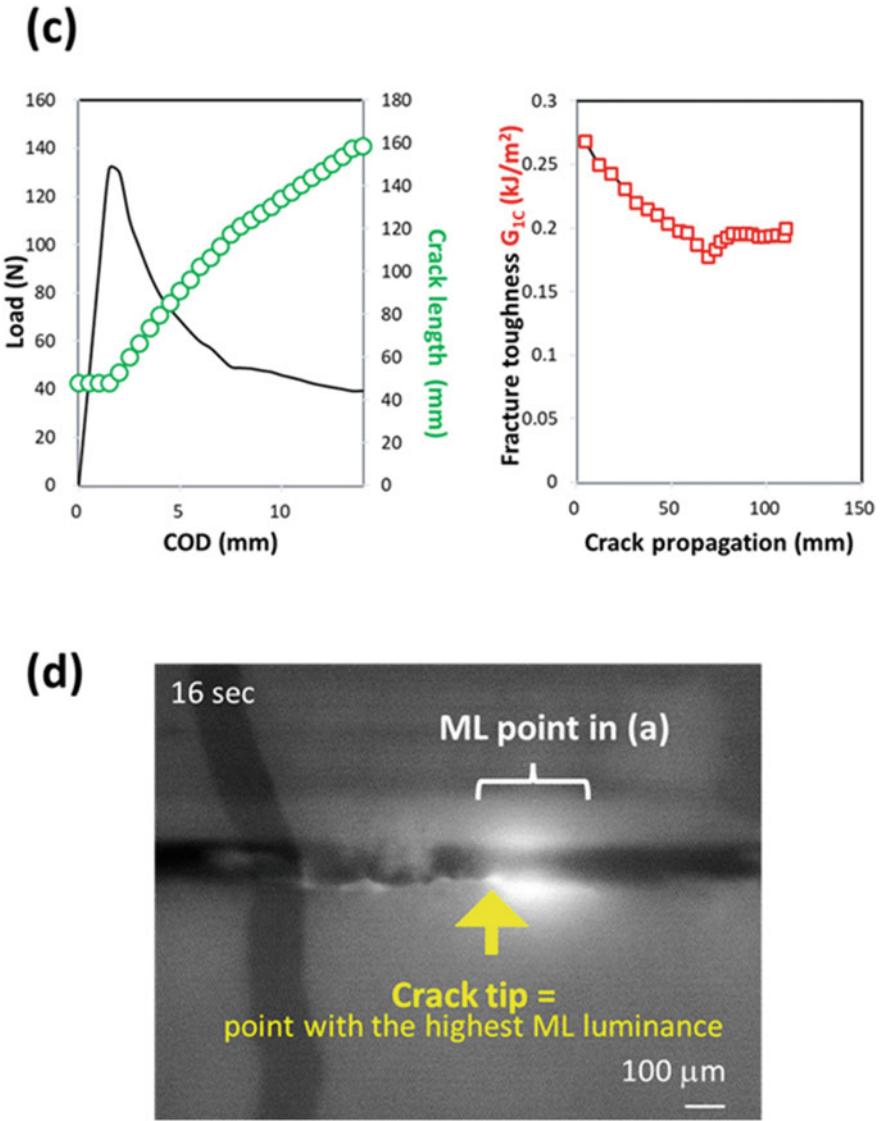 (c)
160
140
120
100
80
60
40
20
0
Load (N)
0 5 10
COD (mm)
180
160
140
120
100
80
60
40
20
0
Crack length (mm)
Fracture toughness G1C (kJ/m²)
0.3
0.25
0.2
0.15
0.1
0.05
0
0 50 100 150
Crack propagation (mm)
(d)
16 sec
ML point in (a)
Crack tip =
point with the highest ML luminance
100 μm